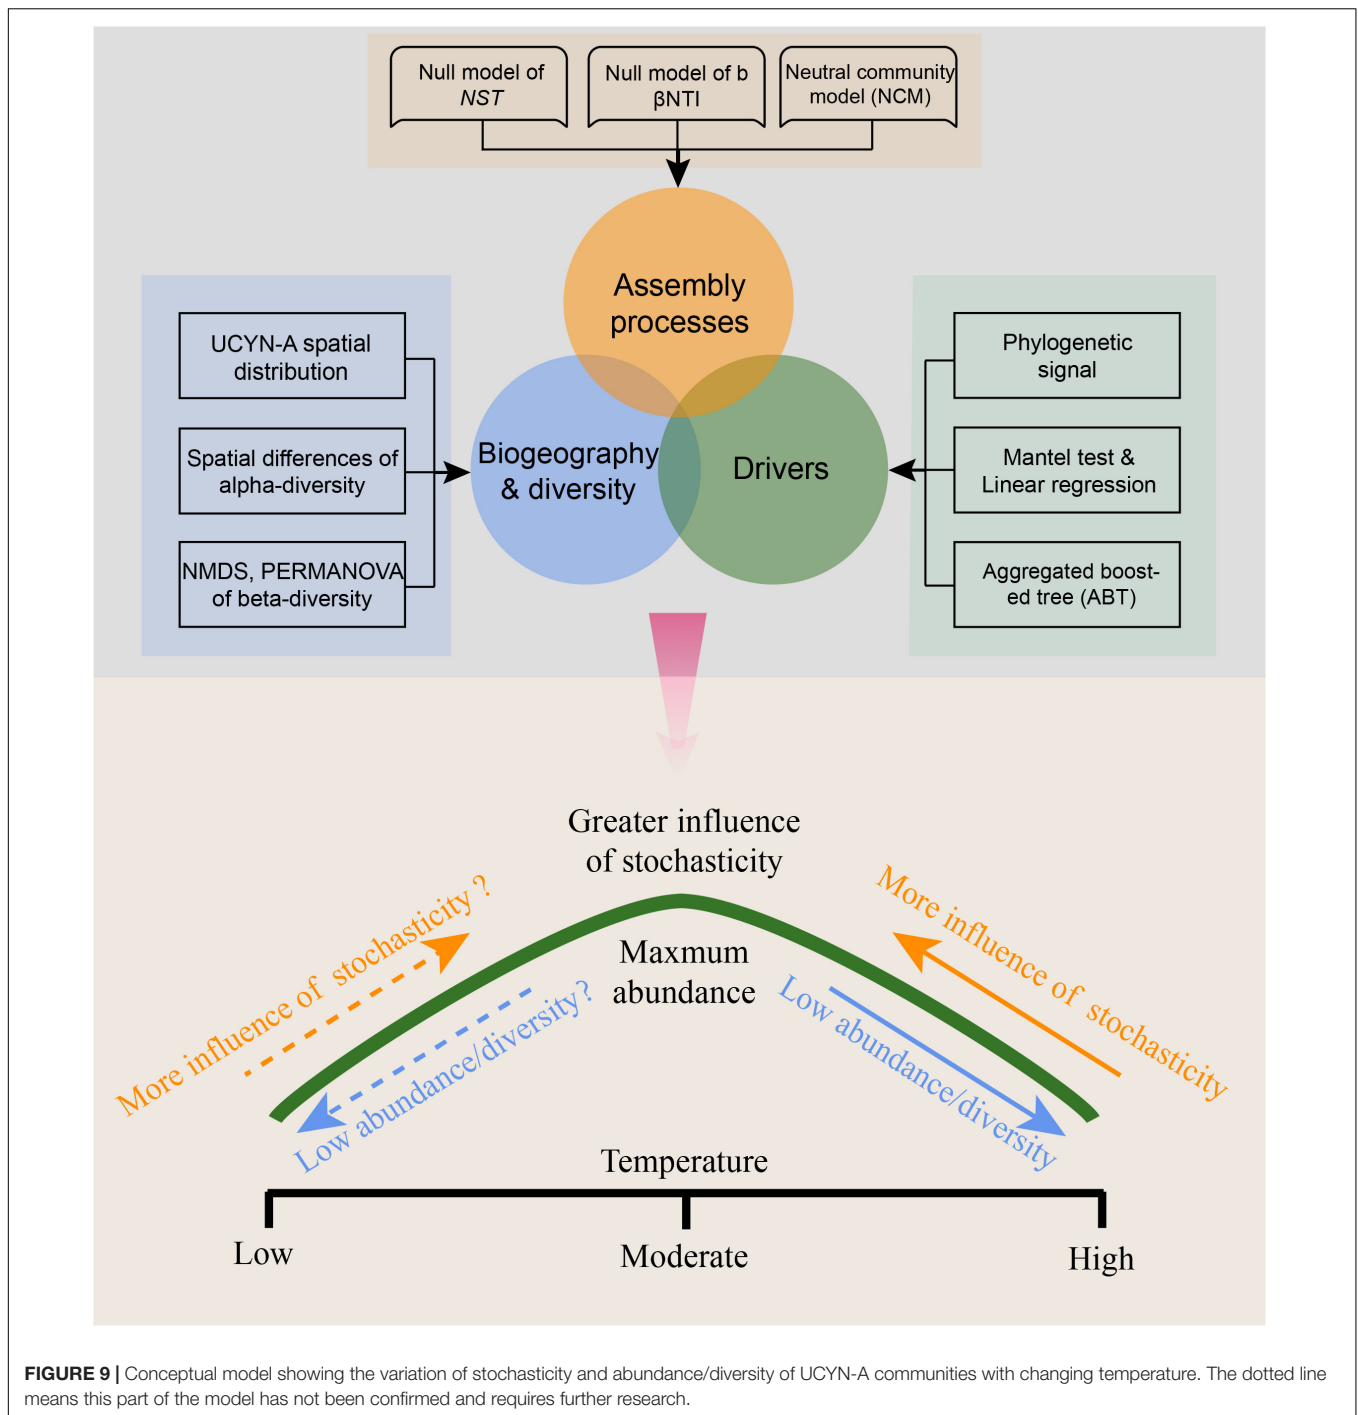 Null model of
NST
Null model of b
βNTI
Neutral community
model (NCM)
Assembly
processes
UCYN-A spatial
distribution
Spatial differences of
alpha-diversity
NMDS, PERMANOVA
of beta-diversity
Biogeography
& diversity
Drivers
Phylogenetic
signal
Mantel test &
Linear regression
Aggregated boost-
ed tree (ABT)
Greater influence
of stochasticity
More influence of stochasticity ?
Low abundance/diversity?
Maxmum
abundance
More influence of stochasticity
Low abundance/diversity
Temperature
Low
Moderate
High
FIGURE 9 | Conceptual model showing the variation of stochasticity and abundance/diversity of UCYN-A communities with changing temperature. The dotted line
means this part of the model has not been confirmed and requires further research.